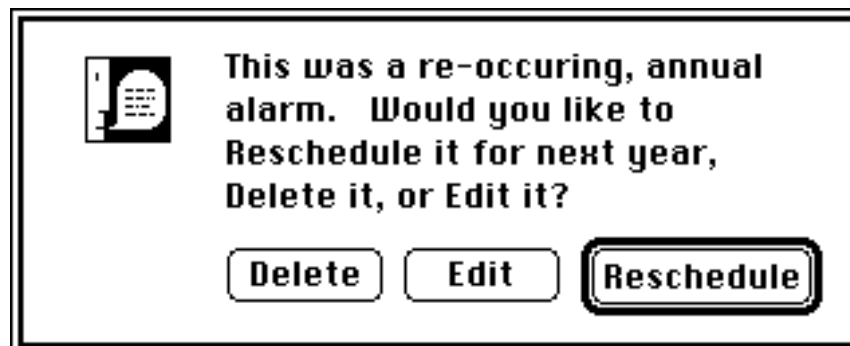 This was a re-occuring, annual
alarm.   Would you like to
Reschedule it for next year,
Delete it, or Edit it?
Delete Edit Reschedule